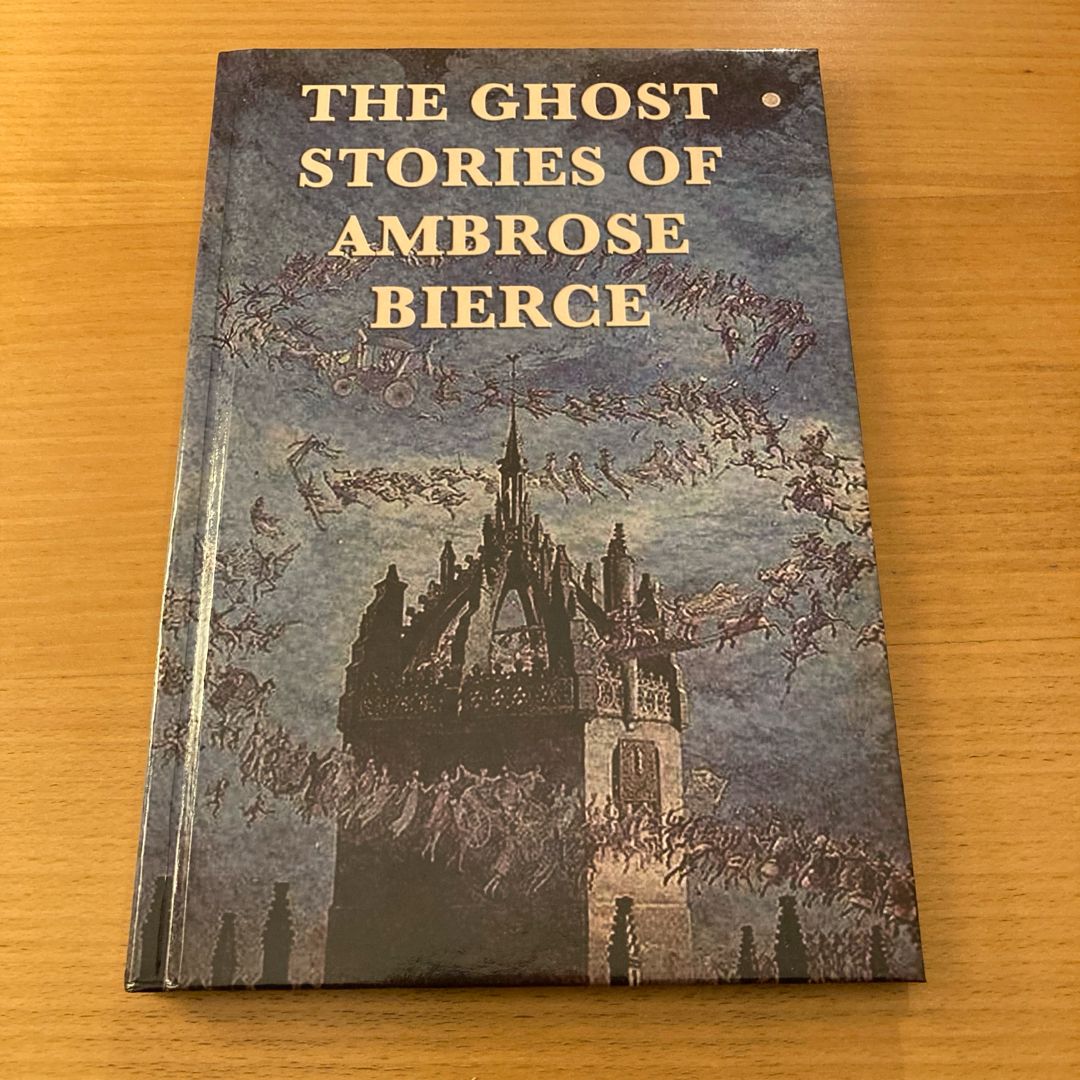 THE GHOST
STORIES OF
AMBROSE
BIERCE